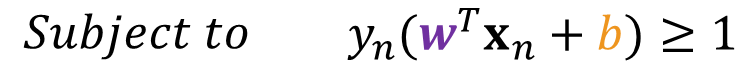 Subject to yₙ(wᵀxₙ + b) ≥ 1